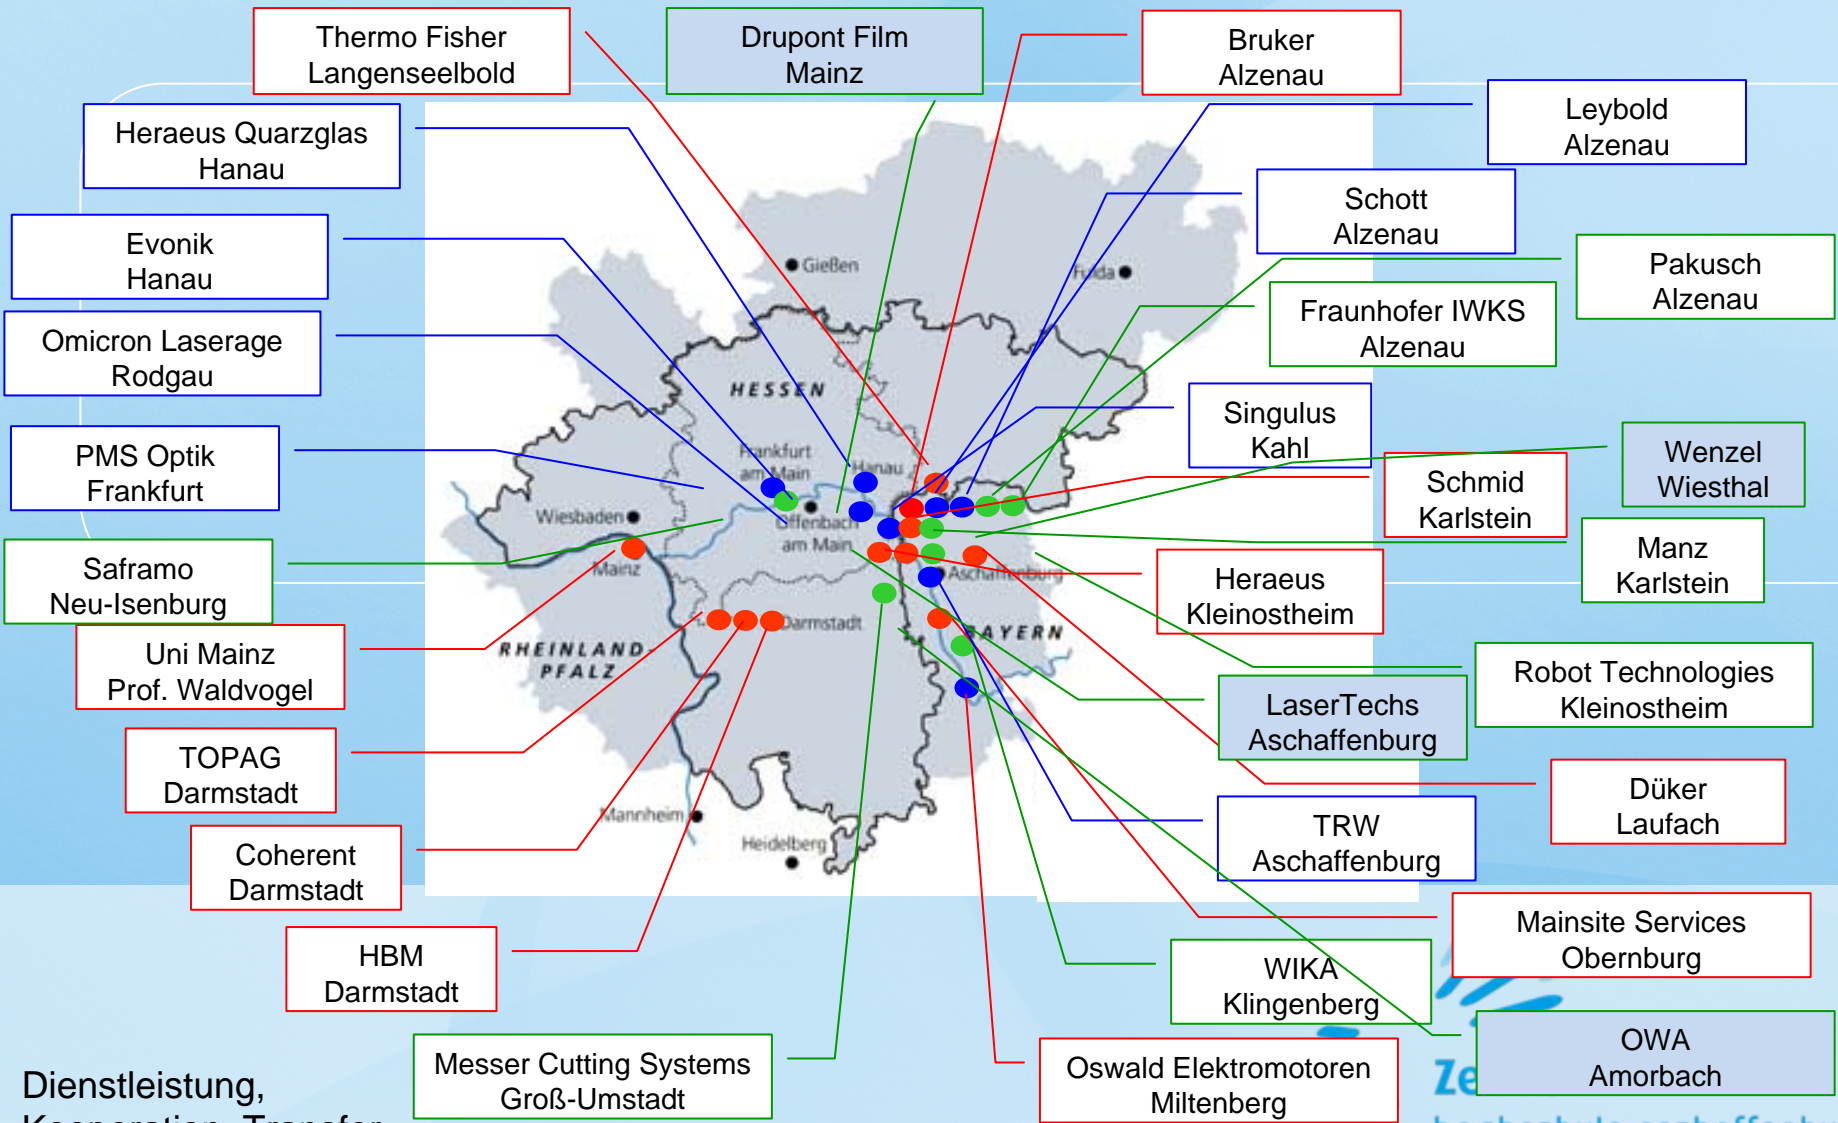 Thermo Fisher
Langenseelbold
Drupont Film
Mainz
Bruker
Alzenau
Leybold
Alzenau
Heraeus Quarzglas
Hanau
Schott
Alzenau
Evonik
Hanau
Pakusch
Alzenau
Fraunhofer IWKS
Alzenau
Omicron Laserage
Rodgau
Singulus
Kahl
PMS Optik
Frankfurt
Wenzel
Wiesthal
Schmid
Karlstein
Manz
Karlstein
Saframo
Neu-Isenburg
Heraeus
Kleinostheim
Uni Mainz
Prof. Waldvogel
Robot Technologies
Kleinostheim
LaserTechs
Aschaffenburg
TOPAG
Darmstadt
Düker
Laufach
TRW
Aschaffenburg
Coherent
Darmstadt
Mainsite Services
Obernburg
HBM
Darmstadt
WIKA
Klingenberg
OWA
Amorbach
Messer Cutting Systems
Groß-Umstadt
Oswald Elektromotoren
Miltenberg
Gießen
Fulda
HESSEN
Frankfurt
am Main
Hanau
Wiesbaden
Offenbach
am Main
Mainz
Aschaffenburg
Darmstadt
BAYERN
RHEINLAND-
PFALZ
Mannheim
Heidelberg
Dienstleistung,
Kooperation, Transfer
Ze